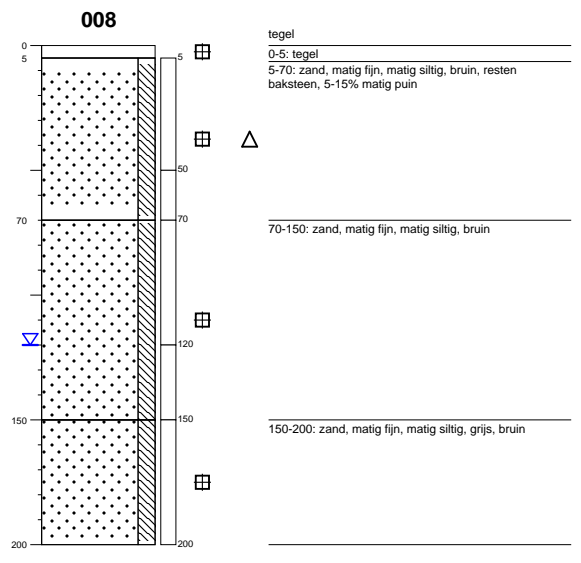 008
tegel
0
0-5: tegel
5
5
5-70: zand, matig fijn, matig siltig, bruin, resten
baksteen, 5-15% matig puin
50
70
70
70-150: zand, matig fijn, matig siltig, bruin
120
150
150
150-200: zand, matig fijn, matig siltig, grijs, bruin
200
200